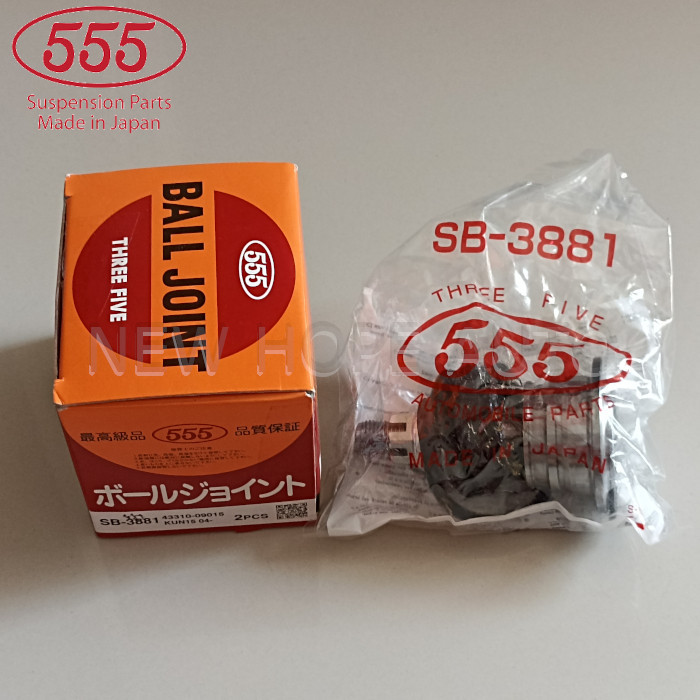 555
Suspension Parts
Made in Japan
BALL JOINT
THREE FIVE
555
NEW HOPE
最高級品 555 品質保証
ボールジョイント
SB-3881 43310-09015 2PCS
KUN15 04-
SB-3881
THREE FIVE
555
AUTOMOBILE PARTS
MADE IN JAPAN